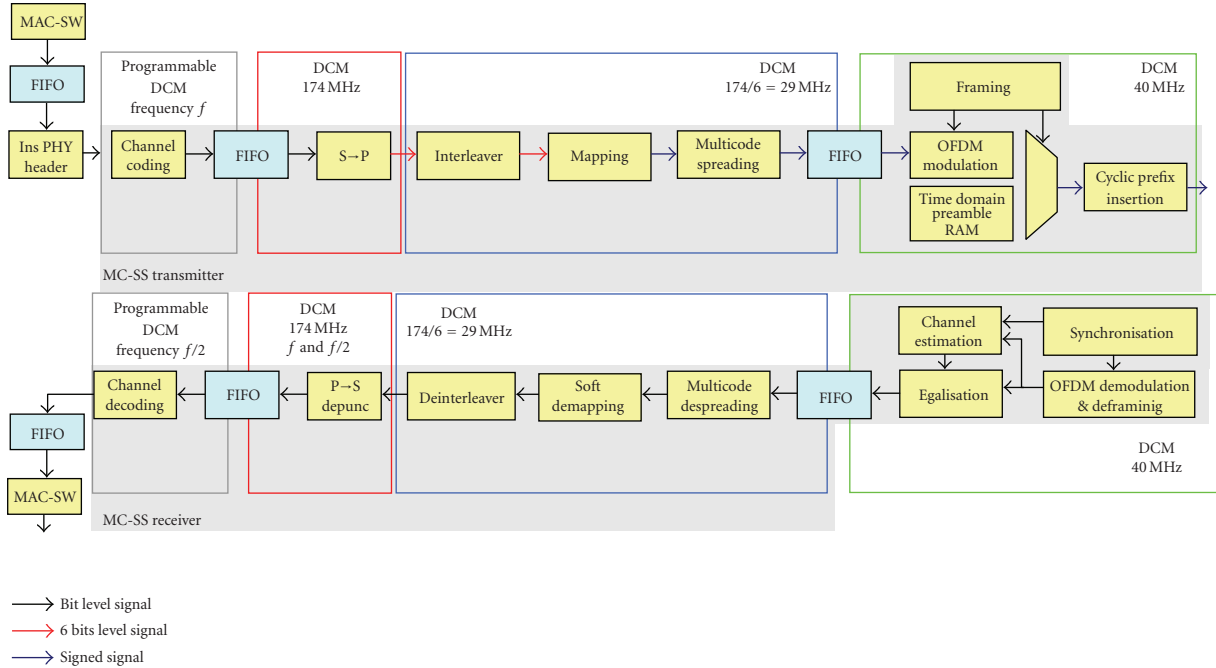 MAC-SW
FIFO
Ins PHY
header
Programmable
DCM
frequency f
Channel
coding
FIFO
DCM
174 MHz
S→P
DCM
174/6 = 29 MHz
Interleaver
Mapping
Multicode
spreading
FIFO
DCM
40 MHz
Framing
OFDM
modulation
Time domain
preamble
RAM
Cyclic prefix
insertion
MC-SS transmitter
Programmable
DCM
frequency f/2
DCM
174 MHz
f and f/2
DCM
174/6 = 29 MHz
Channel
estimation
Synchronisation
Channel
decoding
FIFO
P→S
depunc
Deinterleaver
Soft
demapping
Multicode
despreading
FIFO
Egalisation
OFDM demodulation
& deframinig
FIFO
MAC-SW
DCM
40 MHz
MC-SS receiver
Bit level signal
6 bits level signal
Signed signal